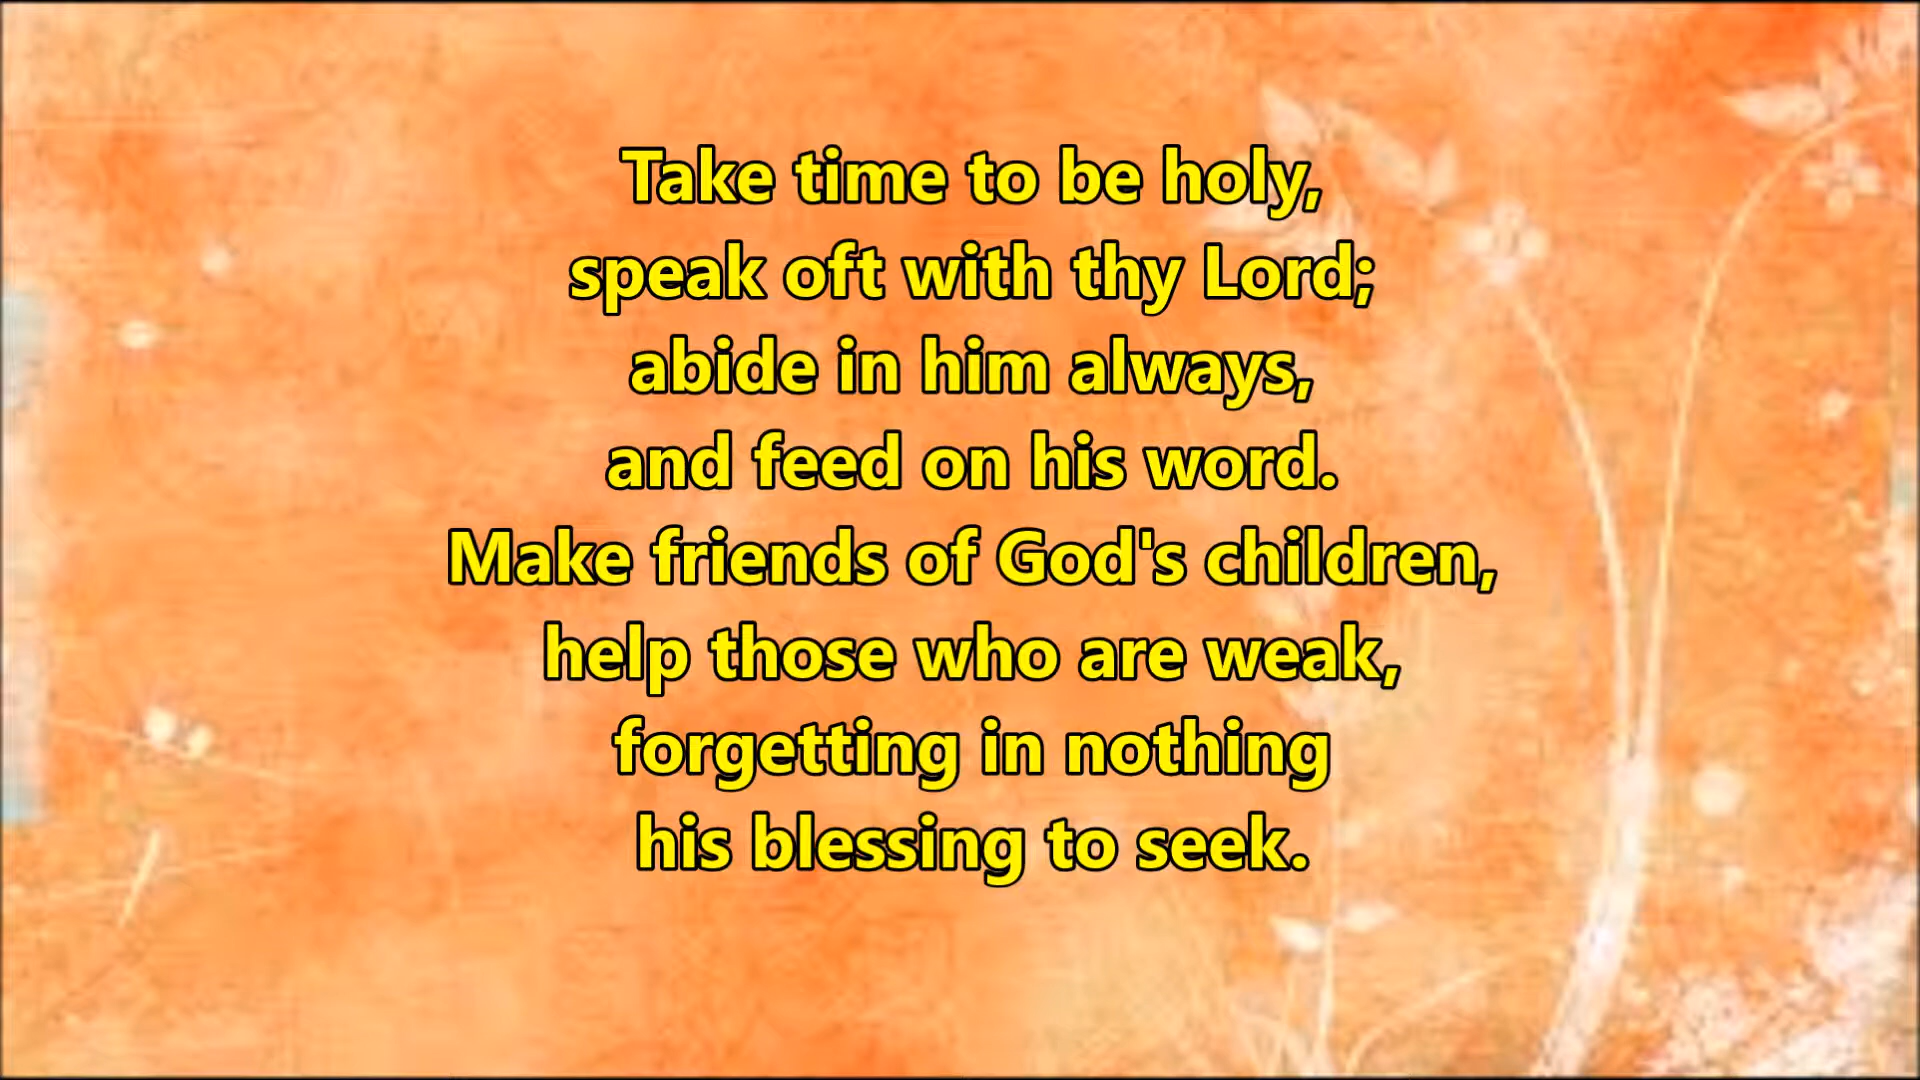 Take time to be holy,
speak oft with thy Lord;
abide in him always,
and feed on his word.
Make friends of God's children,
help those who are weak,
forgetting in nothing
his blessing to seek.